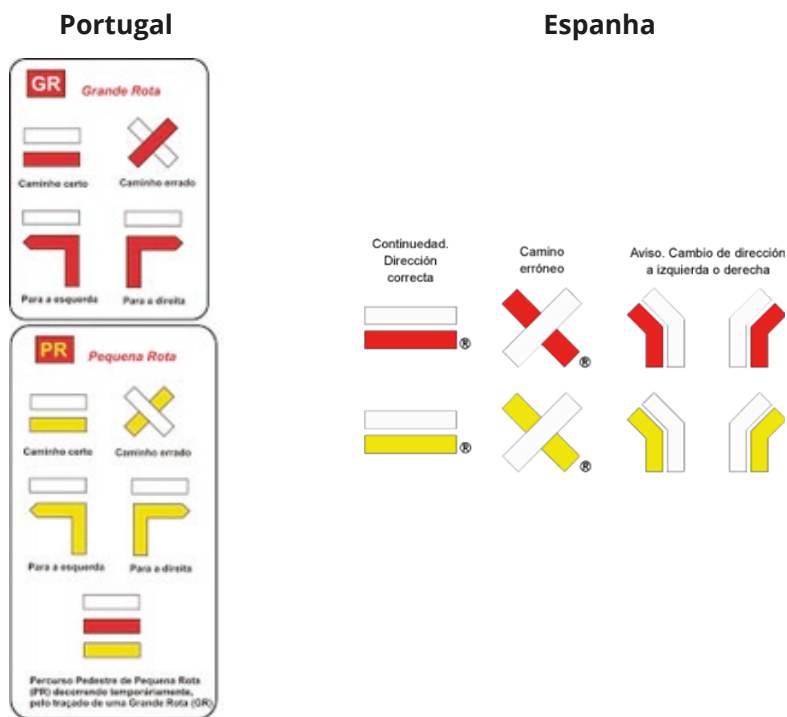 Portugal
Espanha
GR
Grande Rota
Caminho certo
Caminho errado
Para a esquerda
Para a direita
PR
Pequena Rota
Caminho certo
Caminho errado
Para a esquerda
Para a direita
Percurso Pedestre de Pequena Rota
(PR) decorrendo temporáriamente,
pelo traçado de uma Grande Rota (GR)
Continuedad.
Dirección
correcta
Camino
erróneo
Aviso. Cambio de dirección
a izquierda o derecha
®
®
®
®